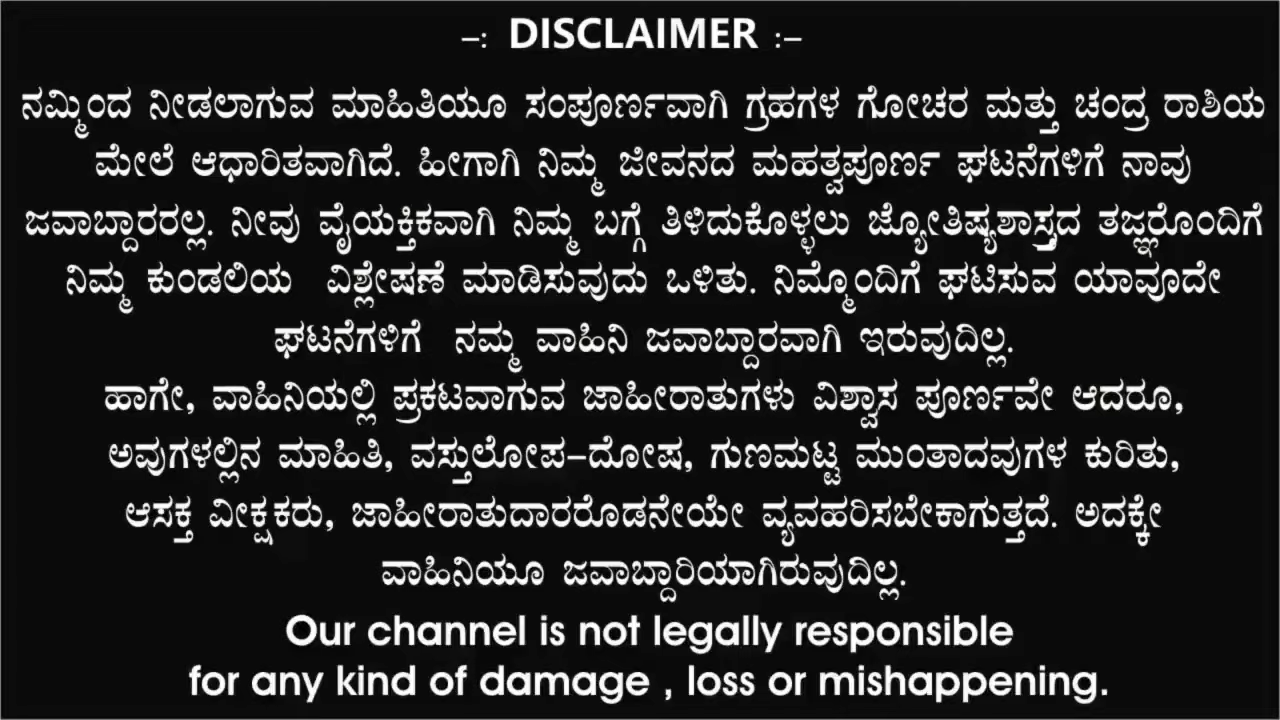 –: DISCLAIMER :–
ನಮ್ಮಿಂದ ನೀಡಲಾಗುವ ಮಾಹಿತಿಯೂ ಸಂಪೂರ್ಣವಾಗಿ ಗ್ರಹಗಳ ಗೋಚರ ಮತ್ತು ಚಂದ್ರ ರಾಶಿಯ
ಮೇಲೆ ಆಧಾರಿತವಾಗಿದೆ. ಹೀಗಾಗಿ ನಿಮ್ಮ ಜೀವನದ ಮಹತ್ವಪೂರ್ಣ ಘಟನೆಗಳಿಗೆ ನಾವು
ಜವಾಬ್ದಾರರಲ್ಲ. ನೀವು ವೈಯಕ್ತಿಕವಾಗಿ ನಿಮ್ಮ ಬಗ್ಗೆ ತಿಳಿದುಕೊಳ್ಳಲು ಜ್ಯೋತಿಷ್ಯಶಾಸ್ತ್ರದ ತಜ್ಞರೊಂದಿಗೆ
ನಿಮ್ಮ ಕುಂಡಲಿಯ ವಿಶ್ಲೇಷಣೆ ಮಾಡಿಸುವುದು ಒಳಿತು. ನಿಮ್ಮೊಂದಿಗೆ ಘಟಿಸುವ ಯಾವೂದೇ
ಘಟನೆಗಳಿಗೆ ನಮ್ಮ ವಾಹಿನಿ ಜವಾಬ್ದಾರವಾಗಿ ಇರುವುದಿಲ್ಲ.
ಹಾಗೇ, ವಾಹಿನಿಯಲ್ಲಿ ಪ್ರಕಟವಾಗುವ ಜಾಹೀರಾತುಗಳು ವಿಶ್ವಾಸ ಪೂರ್ಣವೇ ಆದರೂ,
ಅವುಗಳಲ್ಲಿನ ಮಾಹಿತಿ, ವಸ್ತುಲೋಪ–ದೋಷ, ಗುಣಮಟ್ಟ ಮುಂತಾದವುಗಳ ಕುರಿತು,
ಆಸಕ್ತ ವೀಕ್ಷಕರು, ಜಾಹೀರಾತುದಾರರೊಡನೇಯೇ ವ್ಯವಹರಿಸಬೇಕಾಗುತ್ತದೆ. ಅದಕ್ಕೇ
ವಾಹಿನಿಯೂ ಜವಾಬ್ದಾರಿಯಾಗಿರುವುದಿಲ್ಲ.
Our channel is not legally responsible
for any kind of damage , loss or mishappening.